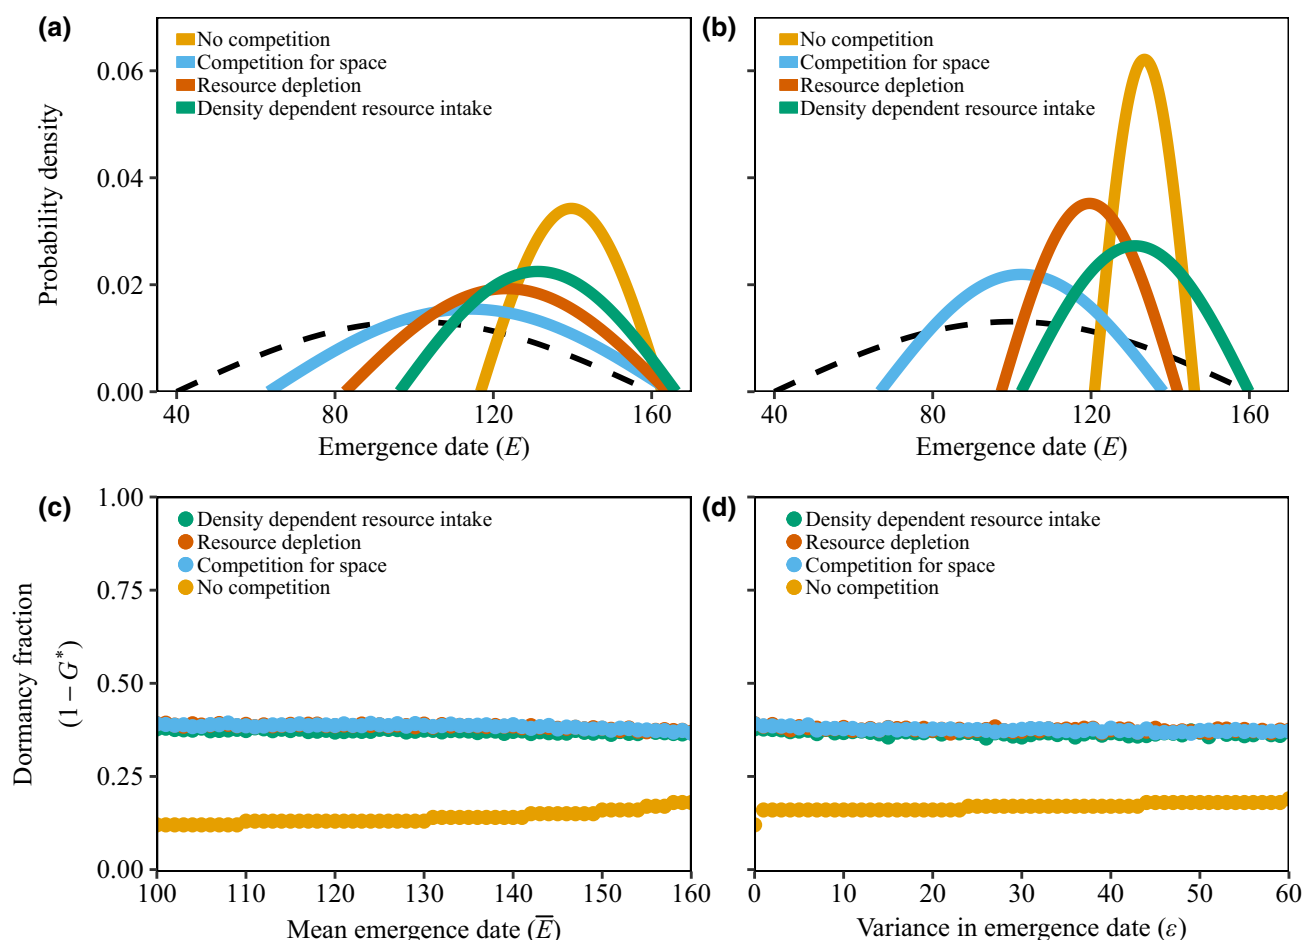 (a)
No competition
Competition for space
Resource depletion
Density dependent resource intake
0.06
0.04
0.02
0.00
Probability density
40
80
120
160
Emergence date (E)
(b)
No competition
Competition for space
Resource depletion
Density dependent resource intake
40
80
120
160
Emergence date (E)
(c)
Density dependent resource intake
Resource depletion
Competition for space
No competition
1.00
0.75
0.50
0.25
0.00
Dormancy fraction
(1 − G*)
100
110
120
130
140
150
160
Mean emergence date (E̅)
(d)
Density dependent resource intake
Resource depletion
Competition for space
No competition
0
10
20
30
40
50
60
Variance in emergence date (ε)